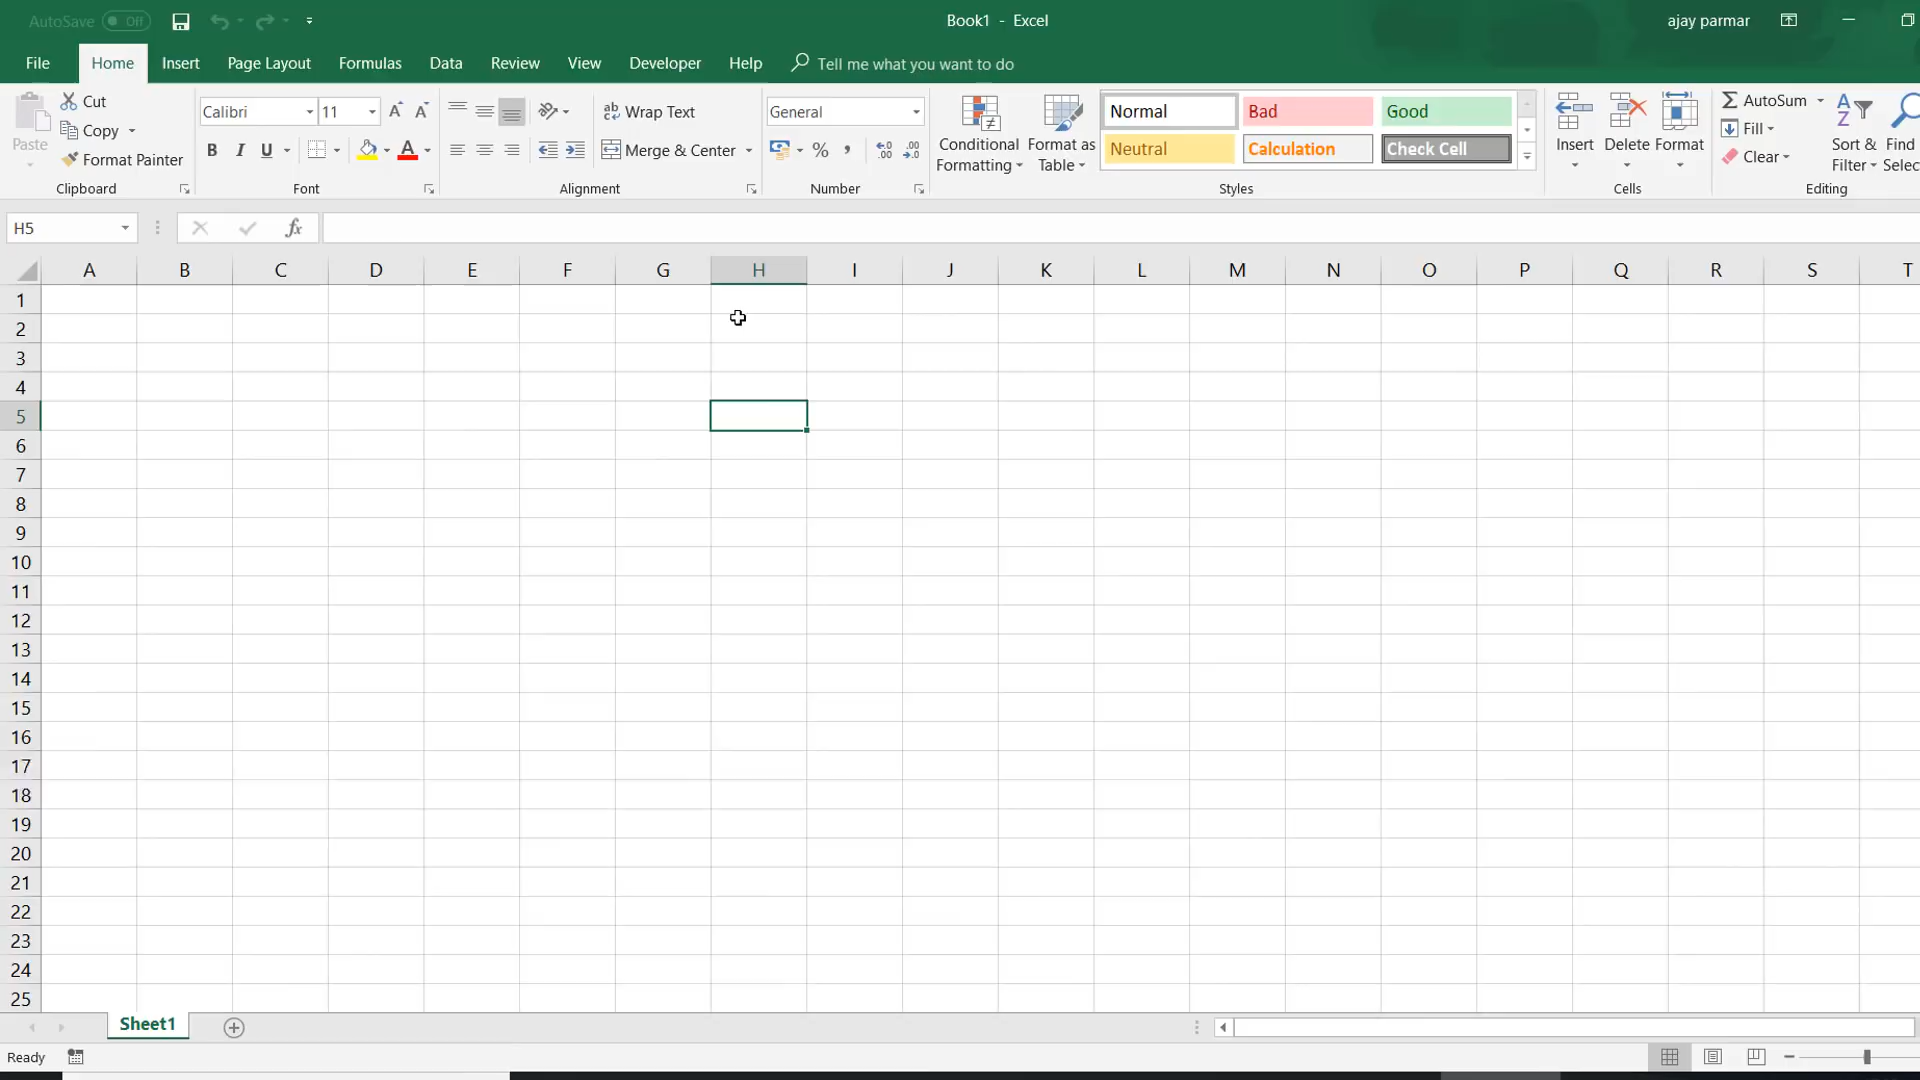 AutoSave Off
Book1 - Excel
ajay parmar
File Home Insert Page Layout Formulas Data Review View Developer Help Tell me what you want to do
Paste
Cut
Copy
Format Painter
Clipboard
Calibri 11
B I U
Font
Wrap Text
Merge & Center
Alignment
General
Number
Conditional Formatting
Format as Table
Normal Bad Good
Neutral Calculation Check Cell
Styles
Insert Delete Format
Cells
AutoSum
Fill
Clear
Sort & Filter
Find
Editing
H5
fx
A B C D E F G H I J K L M N O P Q R S T
1
2
3
4
5
6
7
8
9
10
11
12
13
14
15
16
17
18
19
20
21
22
23
24
25
Sheet1
Ready